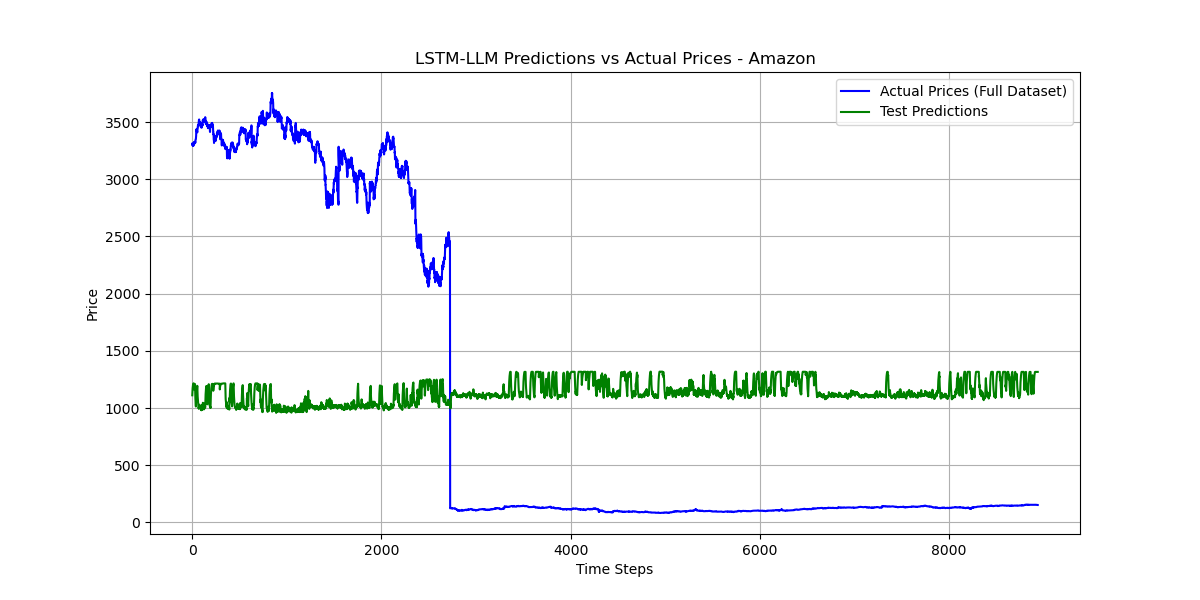 LSTM-LLM Predictions vs Actual Prices - Amazon
Actual Prices (Full Dataset)
Test Predictions
Price
3500
3000
2500
2000
1500
1000
500
0
0 2000 4000 6000 8000
Time Steps